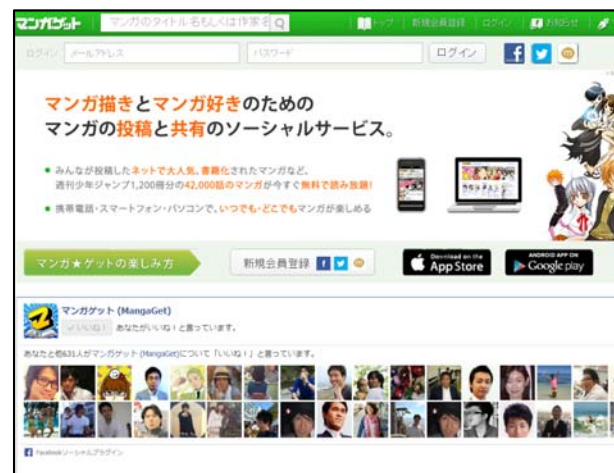 マンガ★ゲット
マンガのタイトル名もしくは作家名
トップ
新規会員登録
ログイン
お知らせ
ログイン
メールアドレス
パスワード
ログイン
マンガ描きとマンガ好きのための
マンガの投稿と共有のソーシャルサービス。
みんなが投稿したネットで大人気、書籍化されたマンガなど、
週刊少年ジャンプ1,200冊分の42,000話のマンガが今すぐ無料で読み放題!
携帯電話・スマートフォン・パソコンで、いつでも・どこでもマンガが楽しめる
マンガ★ゲットの楽しみ方
新規会員登録
Download on the
App Store
ANDROID APP ON
Google play
マンガゲット (MangaGet)
いいね!
あなたがいいね!と言っています。
あなたと他631人がマンガゲット (MangaGet)について「いいね!」と言っています。
Facebookソーシャルプラグイン